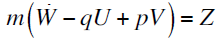 m(Ẇ − qU + pV) = Z